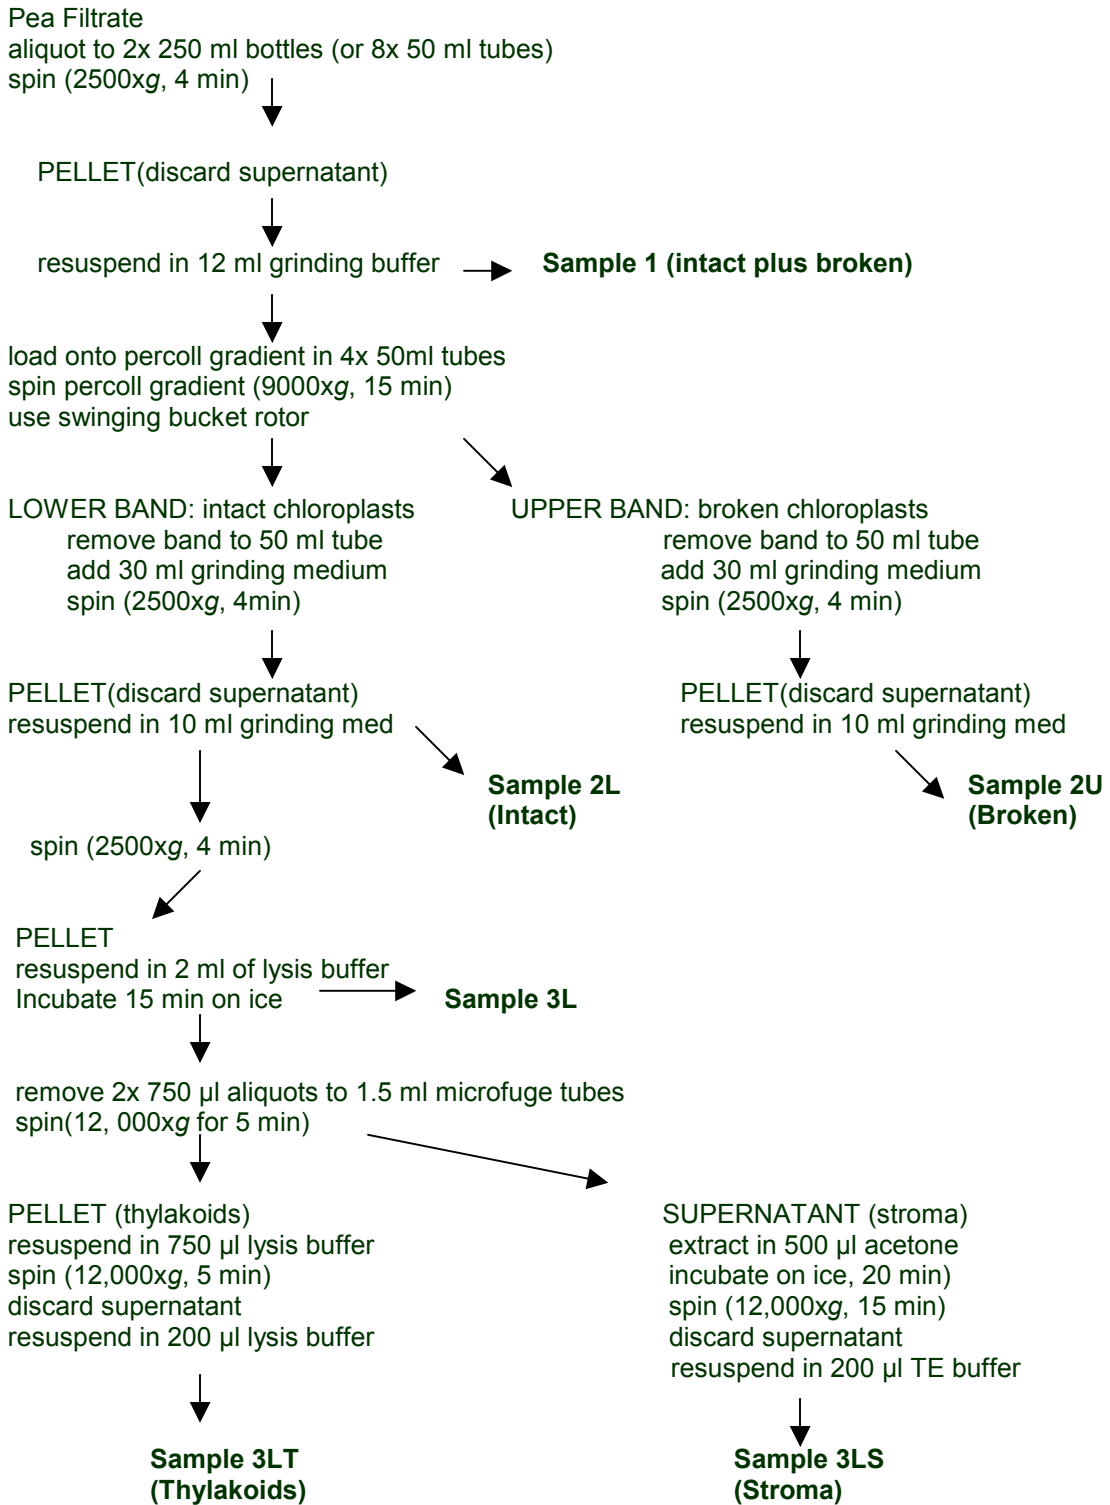 Pea Filtrate
aliquot to 2x 250 ml bottles (or 8x 50 ml tubes)
spin (2500xg, 4 min)
PELLET(discard supernatant)
resuspend in 12 ml grinding buffer
Sample 1 (intact plus broken)
load onto percoll gradient in 4x 50ml tubes
spin percoll gradient (9000xg, 15 min)
use swinging bucket rotor
LOWER BAND: intact chloroplasts
remove band to 50 ml tube
add 30 ml grinding medium
spin (2500xg, 4min)
UPPER BAND: broken chloroplasts
remove band to 50 ml tube
add 30 ml grinding medium
spin (2500xg, 4 min)
PELLET(discard supernatant)
resuspend in 10 ml grinding med
PELLET(discard supernatant)
resuspend in 10 ml grinding med
Sample 2L
(Intact)
Sample 2U
(Broken)
spin (2500xg, 4 min)
PELLET
resuspend in 2 ml of lysis buffer
Incubate 15 min on ice
Sample 3L
remove 2x 750 µl aliquots to 1.5 ml microfuge tubes
spin(12, 000xg for 5 min)
PELLET (thylakoids)
resuspend in 750 µl lysis buffer
spin (12,000xg, 5 min)
discard supernatant
resuspend in 200 µl lysis buffer
SUPERNATANT (stroma)
extract in 500 µl acetone
incubate on ice, 20 min)
spin (12,000xg, 15 min)
discard supernatant
resuspend in 200 µl TE buffer
Sample 3LT
(Thylakoids)
Sample 3LS
(Stroma)